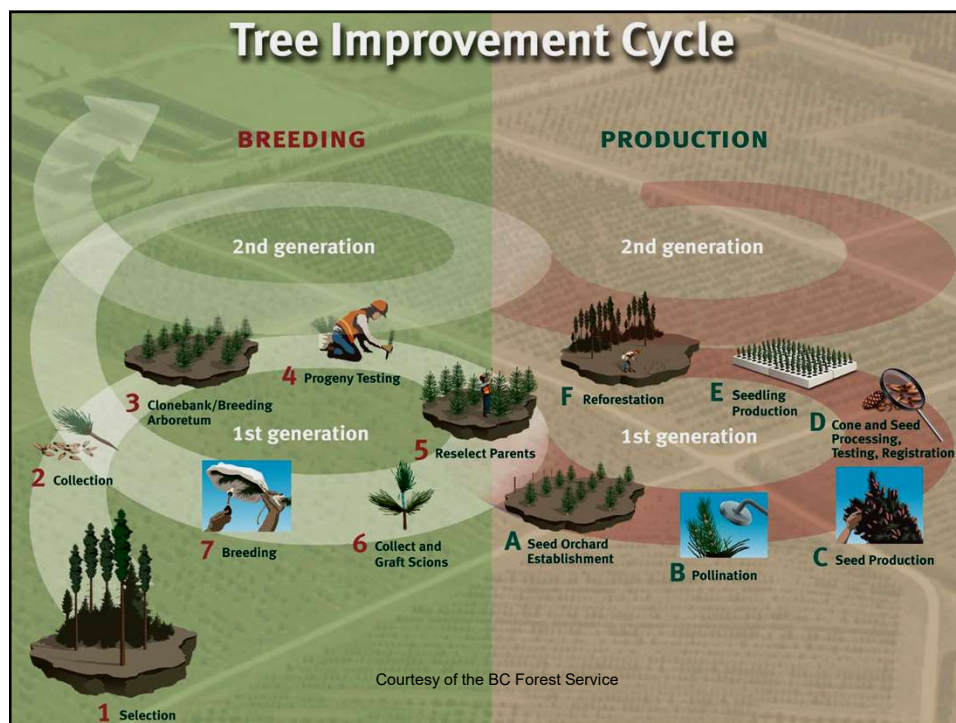 Tree Improvement Cycle
BREEDING
PRODUCTION
2nd generation
2nd generation
4 Progeny Testing
3 Clonebank/Breeding
Arboretum
1st generation
5 Reselect Parents
2 Collection
7 Breeding
6 Collect and
Graft Scions
1 Selection
F Reforestation
E Seedling
Production
D Cone and Seed
Processing,
Testing, Registration
1st generation
A Seed Orchard
Establishment
B Pollination
C Seed Production
Courtesy of the BC Forest Service